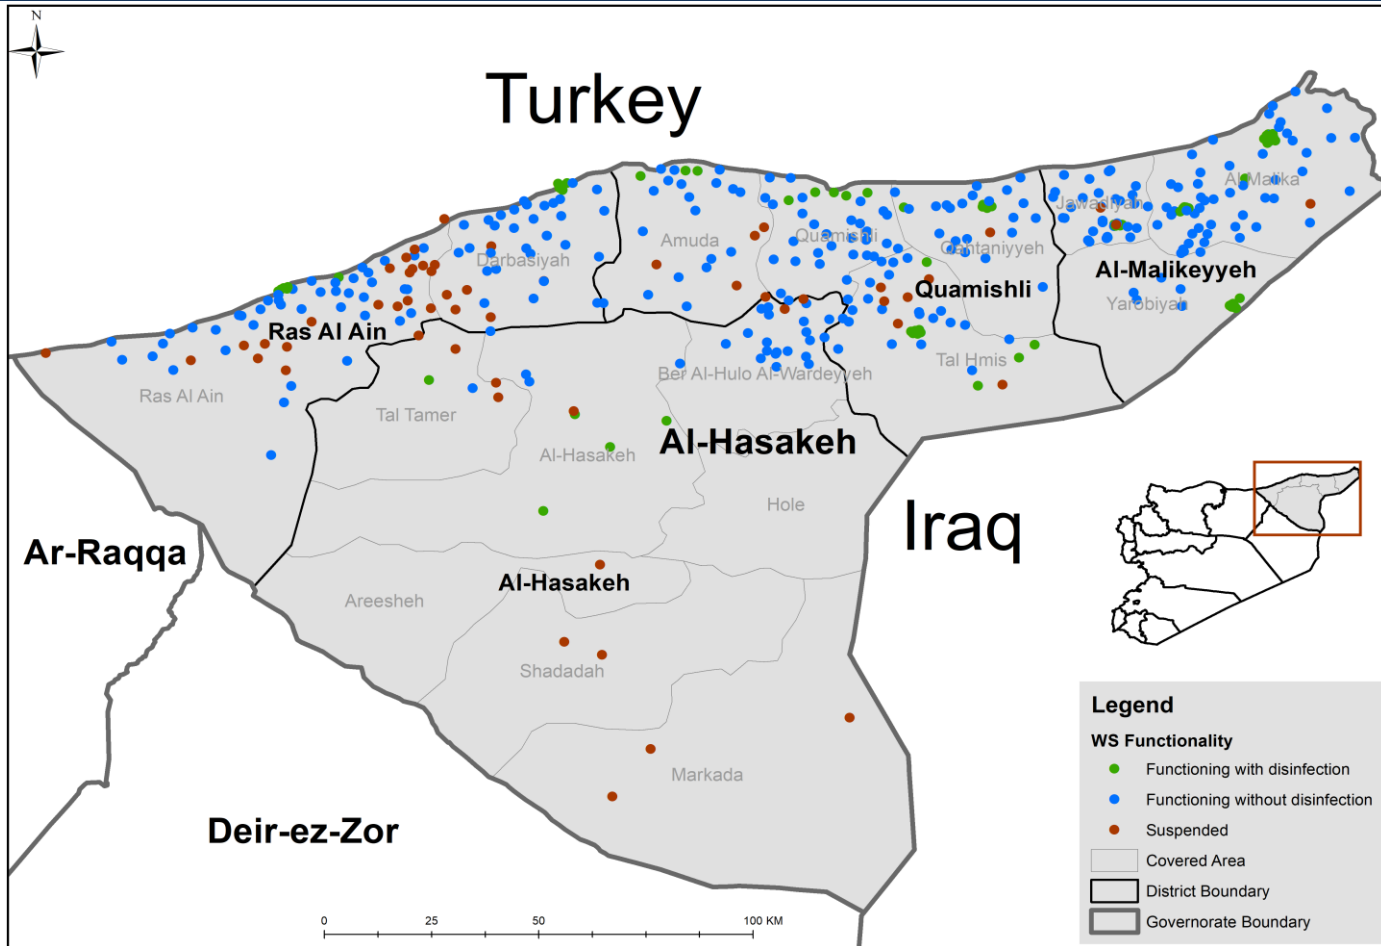 N
Turkey
Al-Malika
Jawadiyah
Amuda
Quamishli
Qahtaniyyeh
Darbasiyah
Al-Malikeyyeh
Quamishli
Yarobiyah
Ras Al Ain
Tal Hmis
Ber Al-Hulo Al-Wardeyyeh
Ras Al Ain
Tal Tamer
Al-Hasakeh
Al-Hasakeh
Hole
Iraq
Ar-Raqqa
Al-Hasakeh
Areesheh
Shadadah
Markada
Deir-ez-Zor
Legend
WS Functionality
Functioning with disinfection
Functioning without disinfection
Suspended
Covered Area
District Boundary
Governorate Boundary
0 25 50 100 KM